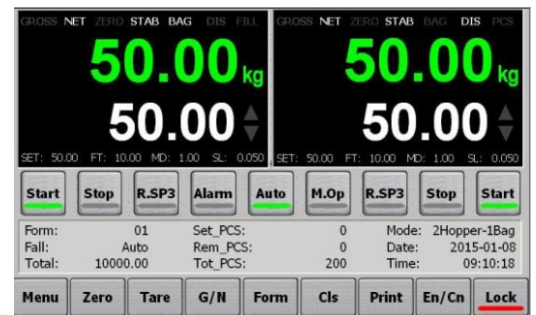 GROSS NET ZERO STAB BAG DIS FILL GROSS NET ZERO STAB BAG DIS PCS
50.00 kg 50.00 kg
50.00 50.00
SET: 50.00 FT: 10.00 MD: 1.00 SL: 0.050 SET: 50.00 FT: 10.00 MD: 1.00 SL: 0.050
Start Stop R.SP3 Alarm Auto M.Op R.SP3 Stop Start
Form: 01 Set_PCS: 0 Mode: 2Hopper-1Bag
Fall: Auto Rem_PCS: 0 Date: 2015-01-08
Total: 10000.00 Tot_PCS: 200 Time: 09:10:18
Menu Zero Tare G/N Form Cls Print En/Cn Lock